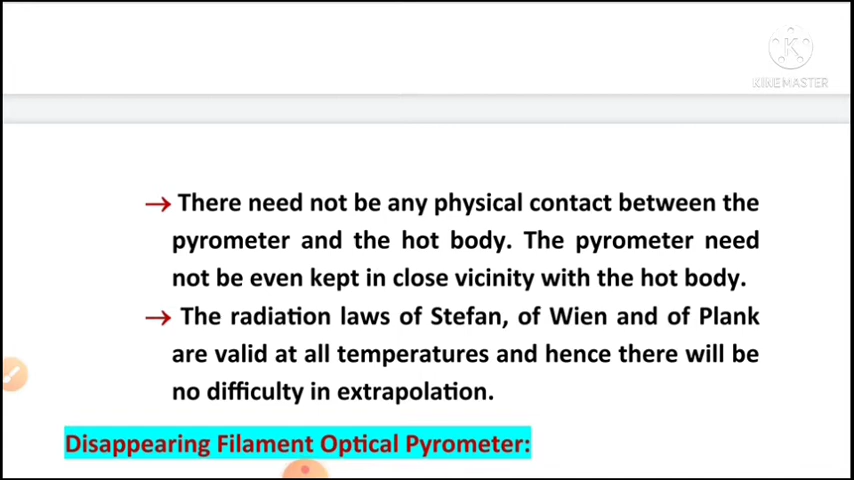 KINEMASTER
→ There need not be any physical contact between the
pyrometer and the hot body. The pyrometer need
not be even kept in close vicinity with the hot body.
→ The radiation laws of Stefan, of Wien and of Plank
are valid at all temperatures and hence there will be
no difficulty in extrapolation.
Disappearing Filament Optical Pyrometer: